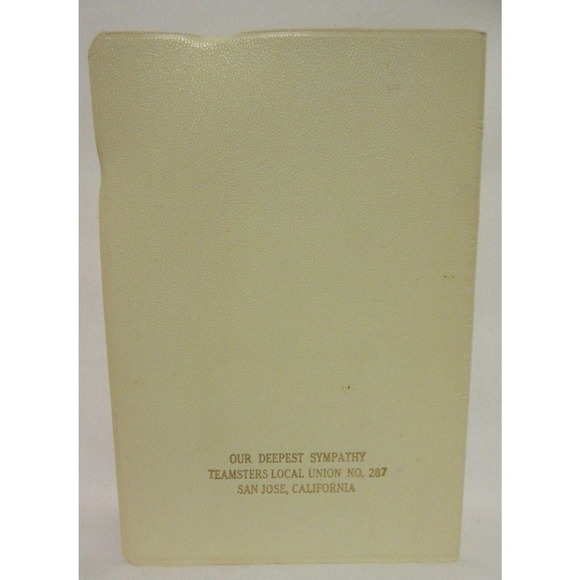 OUR DEEPEST SYMPATHY
TEAMSTERS LOCAL UNION NO. 287
SAN JOSE, CALIFORNIA